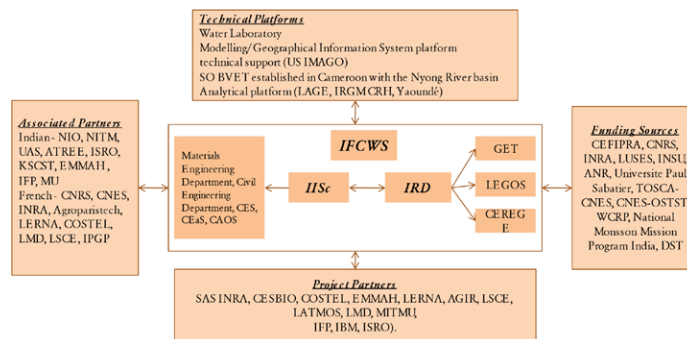 Technical Platforms
Water Laboratory
Modelling/Geographical Information System platform
technical support (US IMAGO)
SO BVET established in Cameroon with the Nyong River basin
Analytical platform (LAGE, IRGM CRH, Yaoundé)
Associated Partners
Indian- NIO, NITM,
UAS, ATREE, ISRO,
KSCST, EMMAH,
IFP, MU
French - CNRS, CNES,
INRA, Agroparistech,
LERNA, COSTEL,
LMD, LSCE, IPGP
IFCWS
Materials
Engineering
Department, Civil
Engineering
Department, CES,
CEaS, CAOS
IISc
IRD
GET
LEGOS
CEREG
E
Funding Sources
CEFIPRA, CNRS,
INRA, LUSES, INSU,
ANR, Universite Paul
Sabatier, TOSCA-
CNES, CNES-OSTST
WCRP, National
Monsson Mission
Program India, DST
Project Partners
SAS INRA, CESBIO, COSTEL, EMMAH, LERNA, AGIR, LSCE,
LATMOS, LMD, MITMU,
IFP, IBM, ISRO).